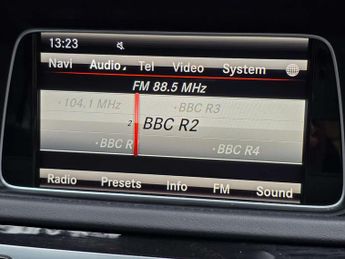 13:23
Navi Audio Tel Video System
FM 88.5 MHz
104.1 MHz BBC R3
2 BBC R2
BBC R BBC R4
Radio Presets Info FM Sound